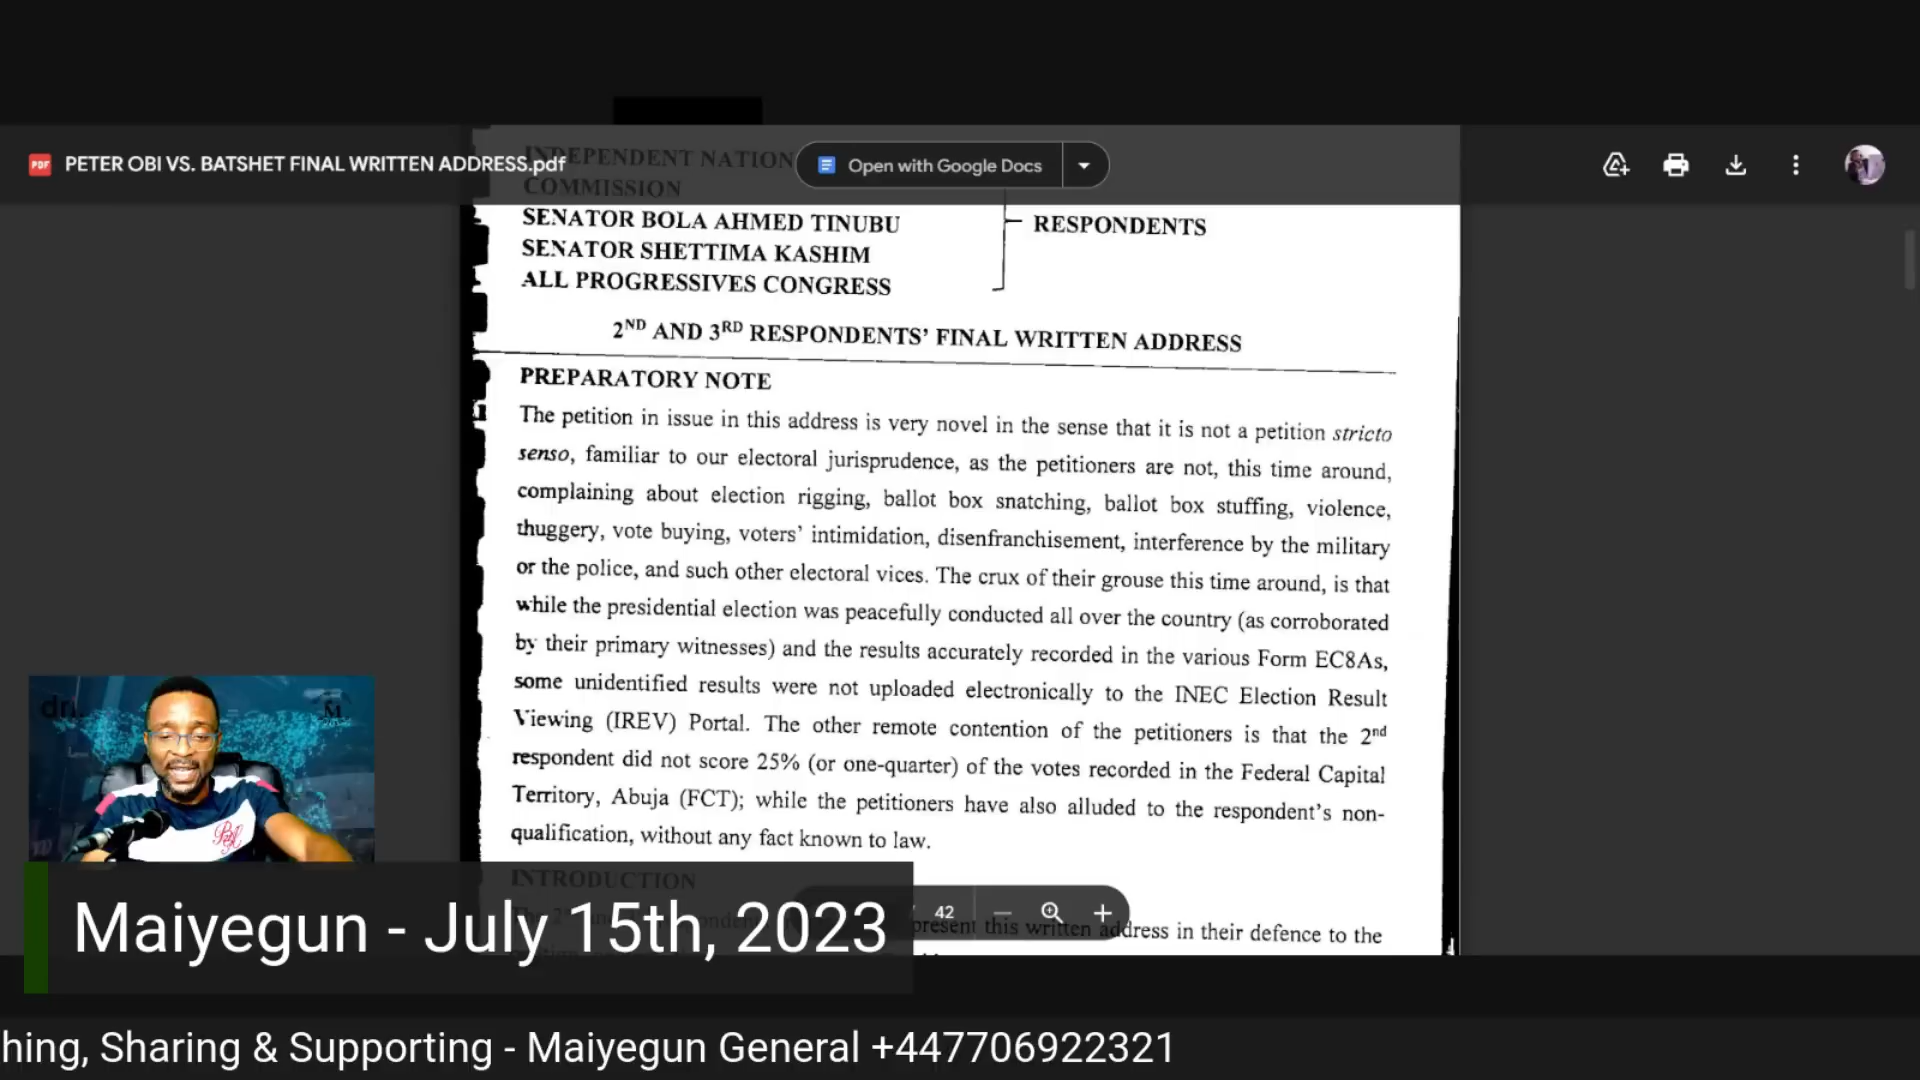 INDEPENDENT NATION
COMMISSION
PDF PETER OBI VS. BATSHET FINAL WRITTEN ADDRESS.pdf
Open with Google Docs
SENATOR BOLA AHMED TINUBU
SENATOR SHETTIMA KASHIM
ALL PROGRESSIVES CONGRESS
RESPONDENTS
2ND AND 3RD RESPONDENTS' FINAL WRITTEN ADDRESS
PREPARATORY NOTE
The petition in issue in this address is very novel in the sense that it is not a petition stricto
senso, familiar to our electoral jurisprudence, as the petitioners are not, this time around,
complaining about election rigging, ballot box snatching, ballot box stuffing, violence,
thuggery, vote buying, voters' intimidation, disenfranchisement, interference by the military
or the police, and such other electoral vices. The crux of their grouse this time around, is that
while the presidential election was peacefully conducted all over the country (as corroborated
by their primary witnesses) and the results accurately recorded in the various Form EC8As,
some unidentified results were not uploaded electronically to the INEC Election Result
Viewing (IREV) Portal. The other remote contention of the petitioners is that the 2nd
respondent did not score 25% (or one-quarter) of the votes recorded in the Federal Capital
Territory, Abuja (FCT); while the petitioners have also alluded to the respondent's non-
qualification, without any fact known to law.
INTRODUCTION
present this written address in their defence to the
42
Maiyegun - July 15th, 2023
hing, Sharing & Supporting - Maiyegun General +447706922321